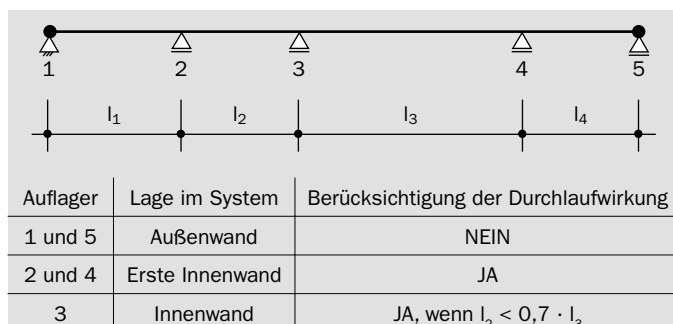 1 2 3 4 5
l₁ l₂ l₃ l₄
Auflager Lage im System Berücksichtigung der Durchlaufwirkung
1 und 5 Außenwand NEIN
2 und 4 Erste Innenwand JA
3 Innenwand JA, wenn l₂ < 0,7 · l₃